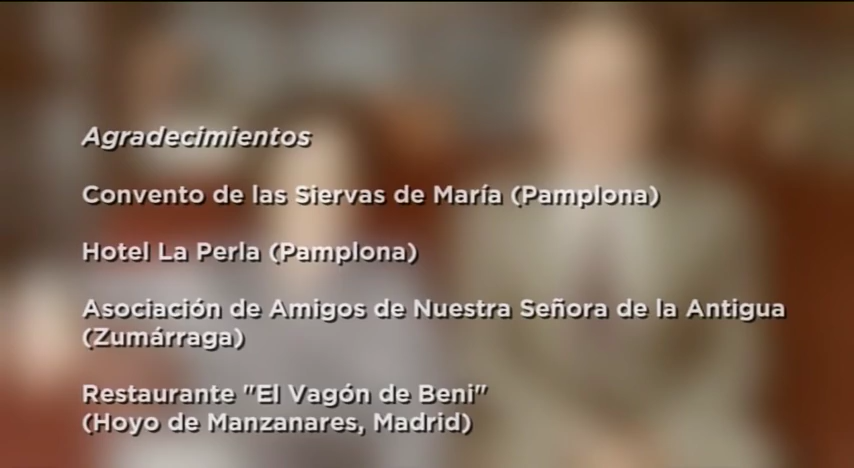 Agradecimientos
Convento de las Siervas de María (Pamplona)
Hotel La Perla (Pamplona)
Asociación de Amigos de Nuestra Señora de la Antigua
(Zumárraga)
Restaurante "El Vagón de Beni"
(Hoyo de Manzanares, Madrid)